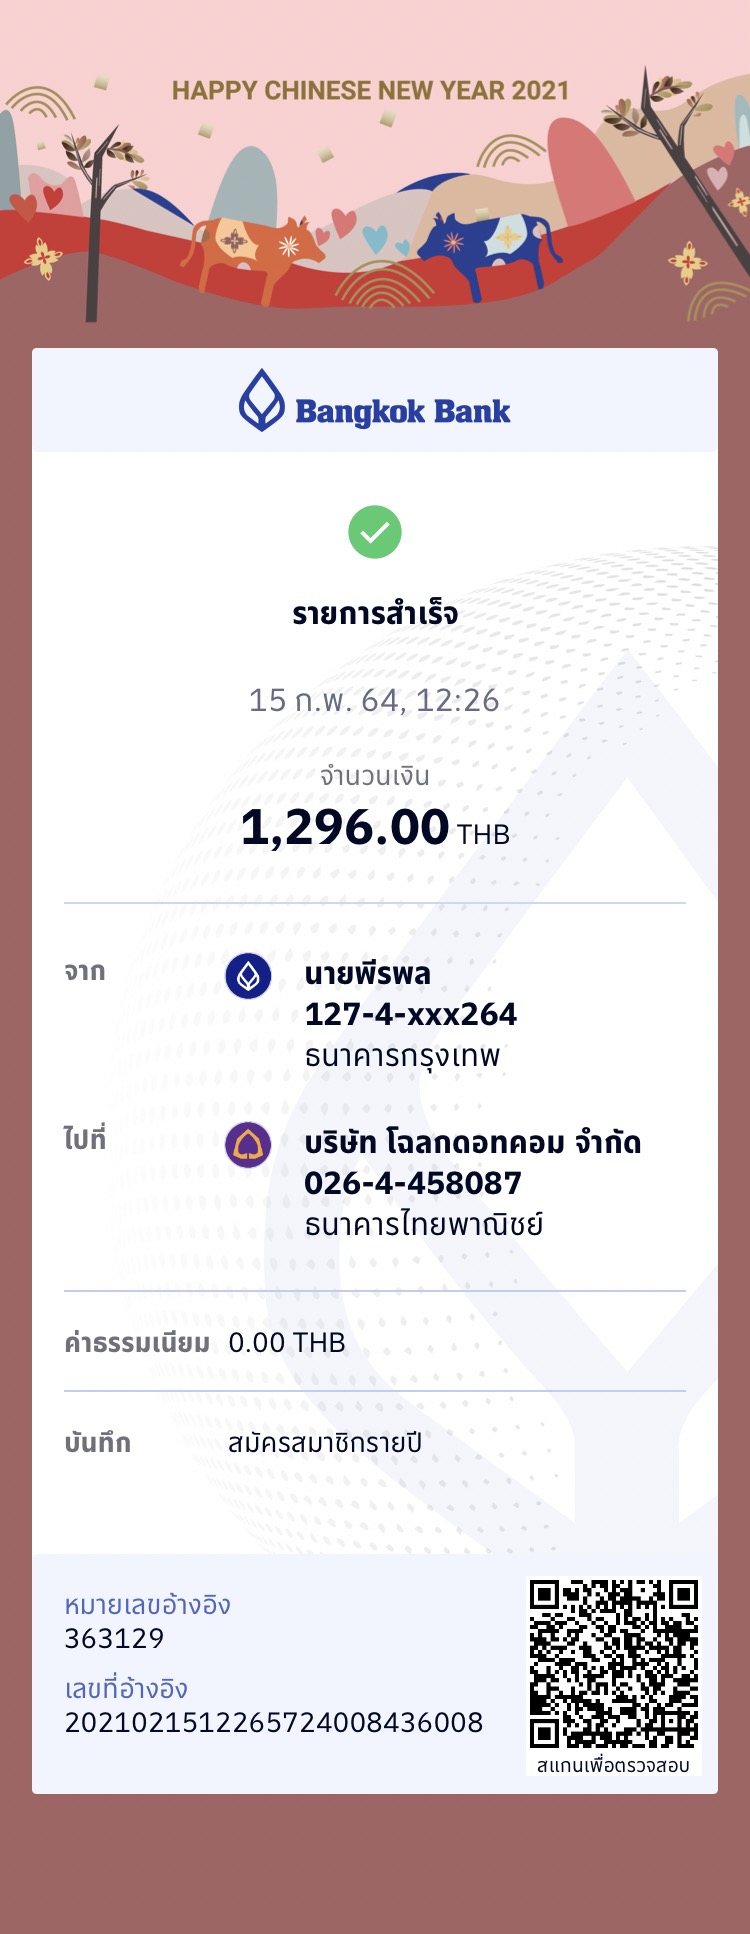 HAPPY CHINESE NEW YEAR 2021
Bangkok Bank
รายการสำเร็จ
15 ก.พ. 64, 12:26
จำนวนเงิน
1,296.00 THB
จาก
นายพีรพล
127-4-xxx264
ธนาคารกรุงเทพ
ไปที่
บริษัท โฉลกดอทคอม จำกัด
026-4-458087
ธนาคารไทยพาณิชย์
ค่าธรรมเนียม 0.00 THB
บันทึก สมัครสมาชิกรายปี
หมายเลขอ้างอิง
363129
เลขที่อ้างอิง
2021021512265724008436008
สแกนเพื่อตรวจสอบ